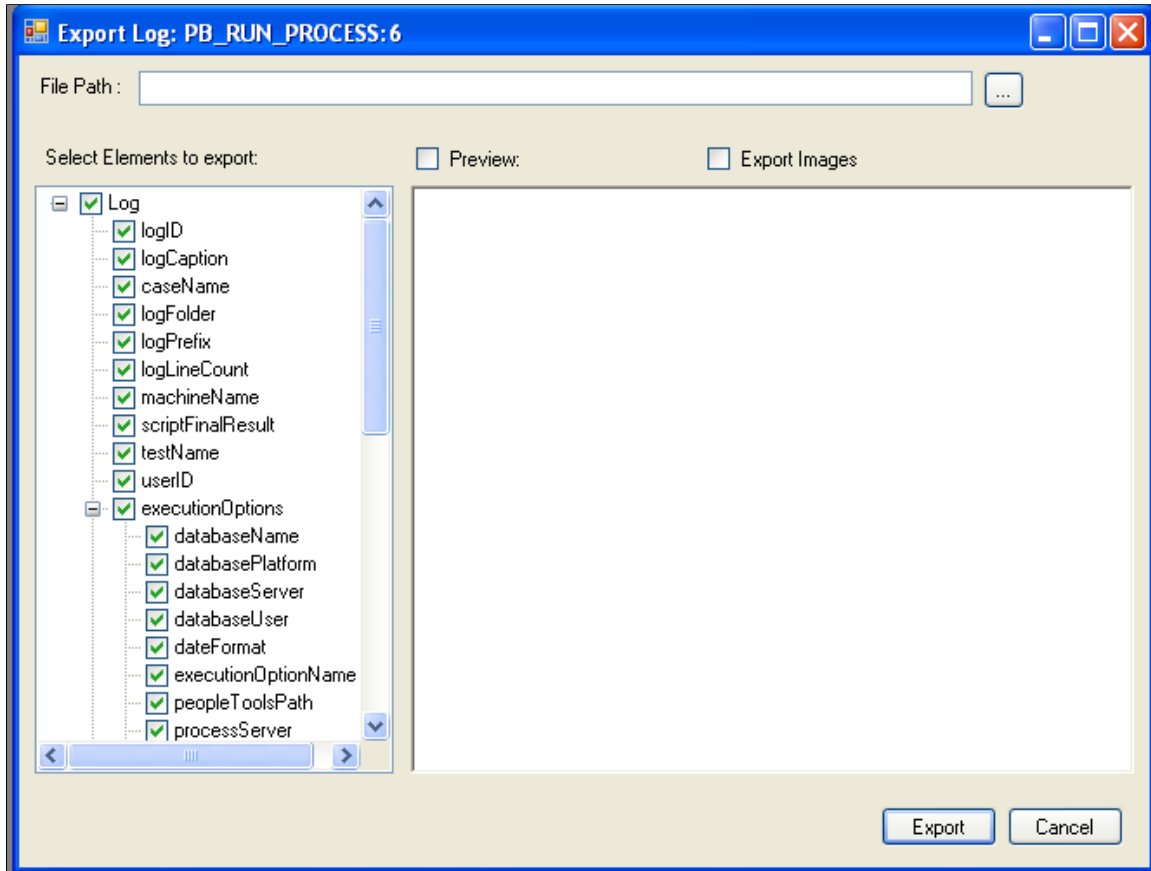 Export Log: PB_RUN_PROCESS:6
File Path :
...
Select Elements to export:
Preview:
Export Images
Log
logID
logCaption
caseName
logFolder
logPrefix
logLineCount
machineName
scriptFinalResult
testName
userID
executionOptions
databaseName
databasePlatform
databaseServer
databaseUser
dateFormat
executionOptionName
peopleToolsPath
processServer
Export
Cancel